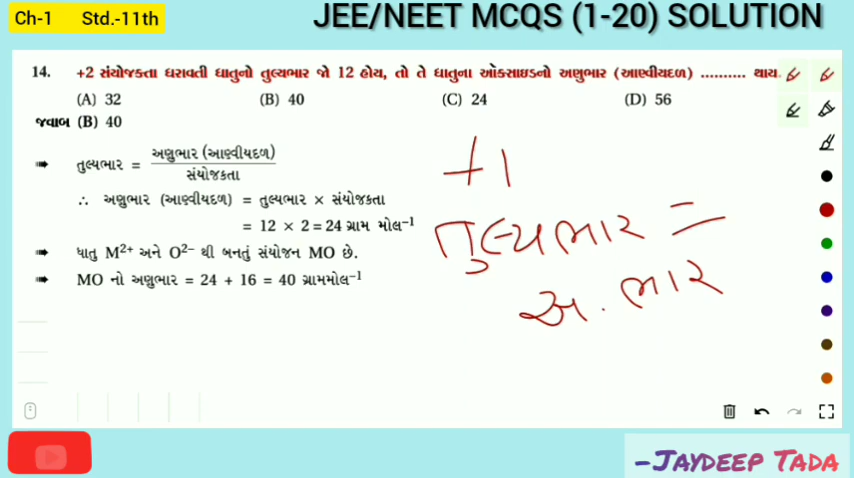 Ch-1 Std.-11th
JEE/NEET MCQS (1-20) SOLUTION
14. +2 સંયોજકતા ધરાવતી ધાતુનો તુલ્યભાર જો 12 હોય, તો તે ધાતુના ઑક્સાઇડનો અણુભાર (આણ્વીયદળ) .......... થાય.
(A) 32 (B) 40 (C) 24 (D) 56
જવાબ (B) 40
➠ તુલ્યભાર = અણુભાર (આણ્વીયદળ)
સંયોજકતા
∴ અણુભાર (આણ્વીયદળ) = તુલ્યભાર × સંયોજકતા
= 12 × 2 = 24 ગ્રામ મોલ⁻¹
➠ ધાતુ M²⁺ અને O²⁻ થી બનતું સંયોજન MO છે.
➠ MO નો અણુભાર = 24 + 16 = 40 ગ્રામમોલ⁻¹
+1
તુલ્યભાર =
અ. ભાર
-JAYDEEP TADA